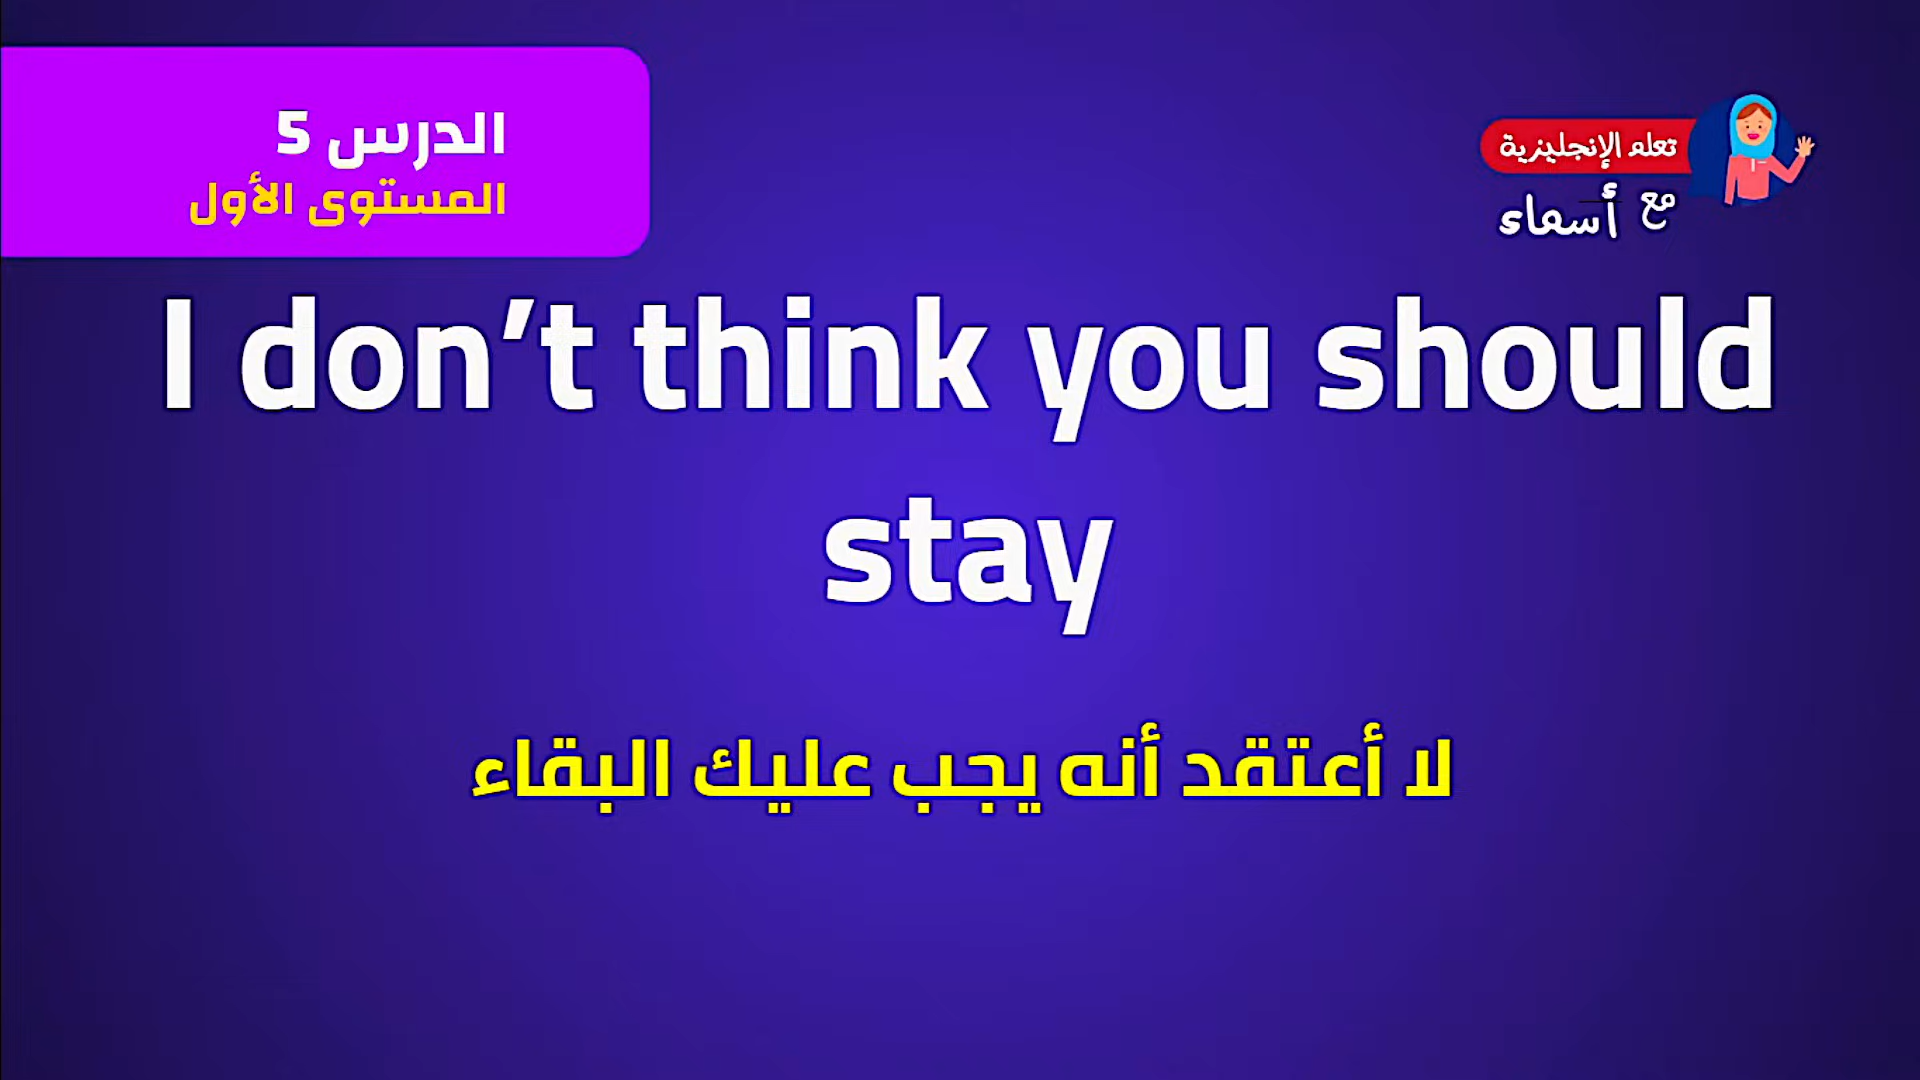 الدرس 5
المستوى الأول
تعلم الإنجليزية
مع أسماء
I don’t think you should
stay
لا أعتقد أنه يجب عليك البقاء